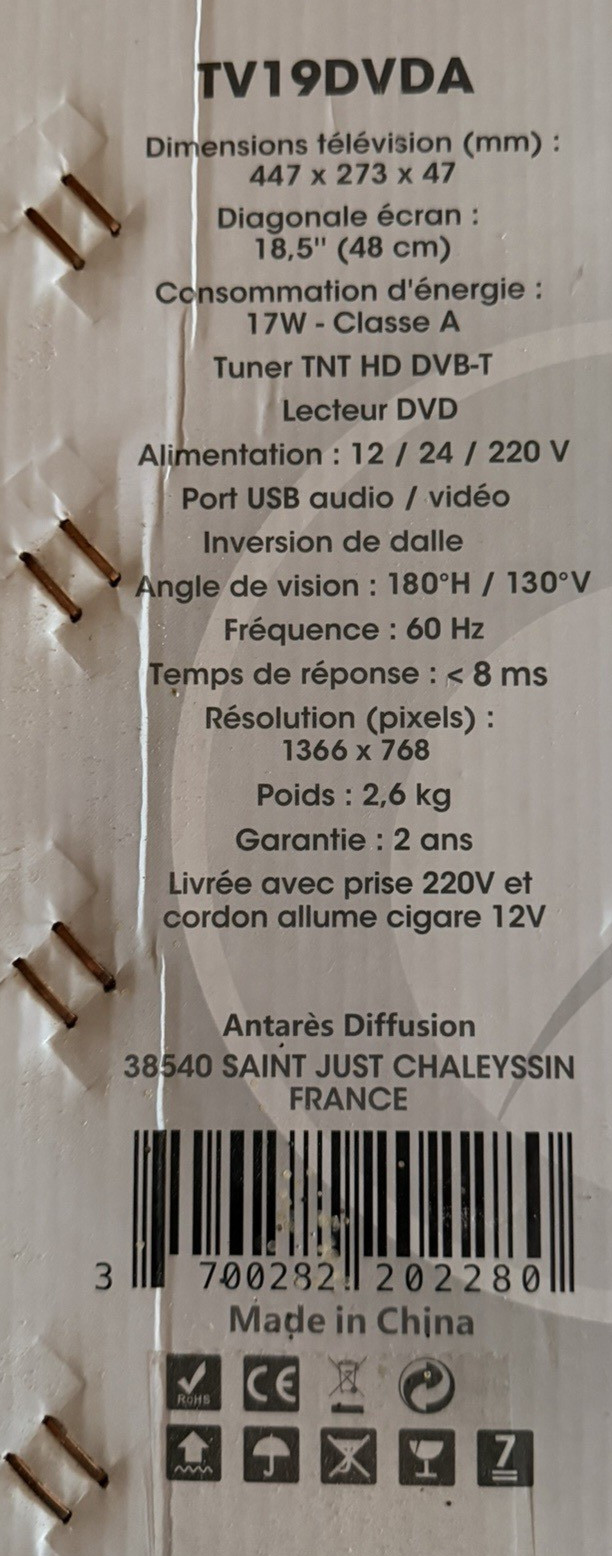 TV19DVDA
Dimensions télévision (mm) :
447 x 273 x 47
Diagonale écran :
18,5" (48 cm)
Consommation d'énergie :
17W - Classe A
Tuner TNT HD DVB-T
Lecteur DVD
Alimentation : 12 / 24 / 220 V
Port USB audio / vidéo
Inversion de dalle
Angle de vision : 180°H / 130°V
Fréquence : 60 Hz
Temps de réponse : < 8 ms
Résolution (pixels) :
1366 x 768
Poids : 2,6 kg
Garantie : 2 ans
Livrée avec prise 220V et
cordon allume cigare 12V
Antarès Diffusion
38540 SAINT JUST CHALEYSSIN
FRANCE
3 700282 202280
Made in China
RoHS CE
7